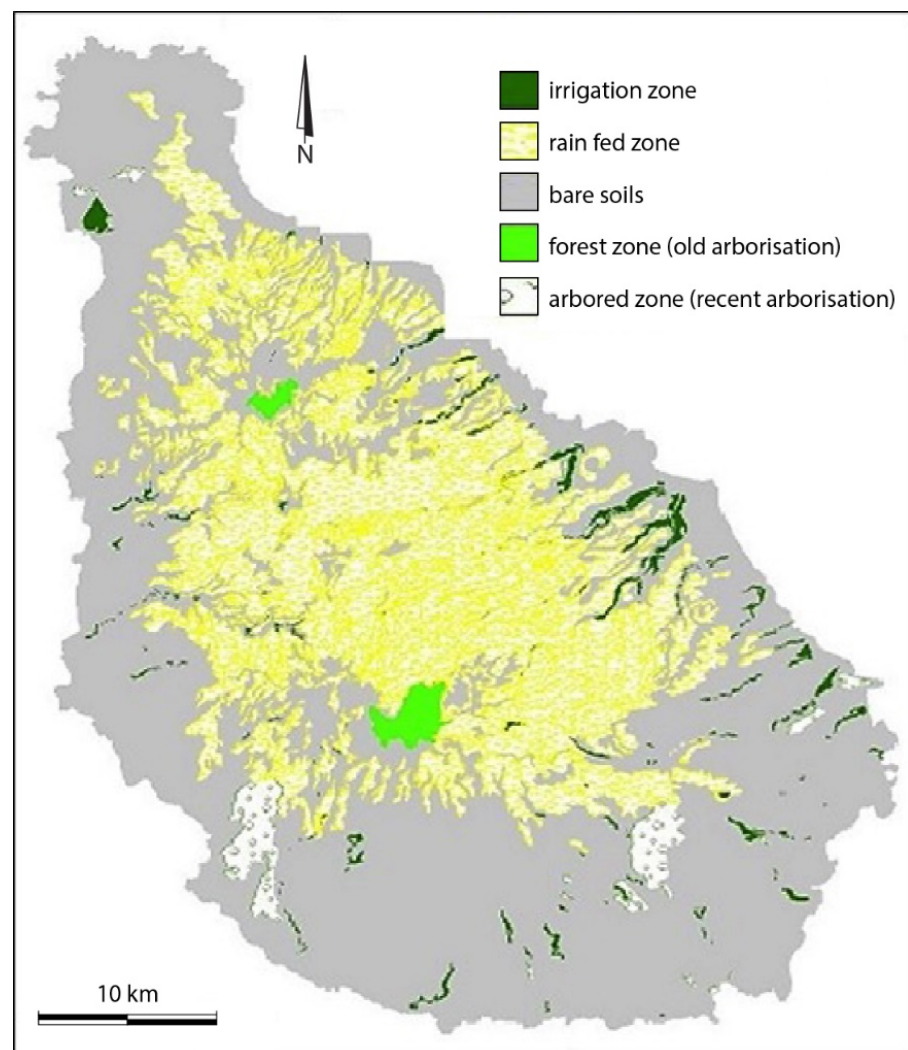 irrigation zone
rain fed zone
N
bare soils
forest zone (old arborisation)
arbored zone (recent arborisation)
10 km